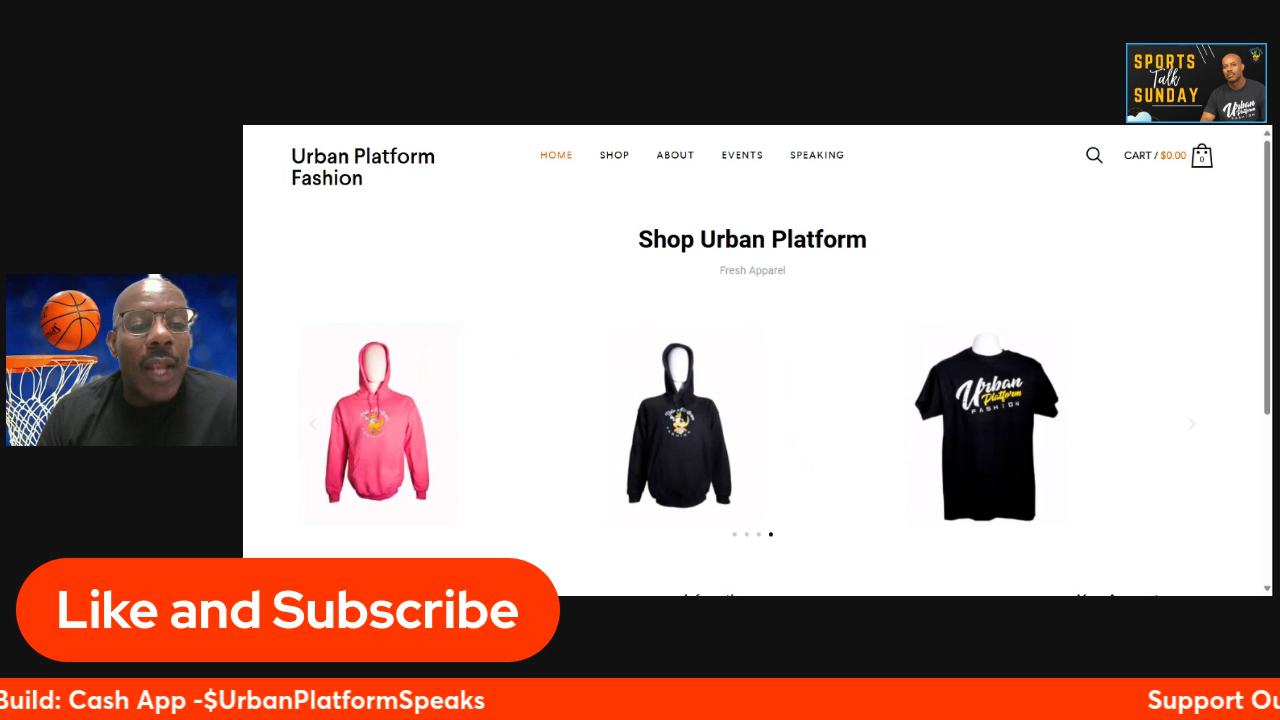 SPORTS
Talk
SUNDAY
Urban
Urban Platform
Fashion
HOME SHOP ABOUT EVENTS SPEAKING
CART / $0.00 0
Shop Urban Platform
Fresh Apparel
Urban
Platform
FASHION
Like and Subscribe
Build: Cash App -$UrbanPlatformSpeaks
Support Ou